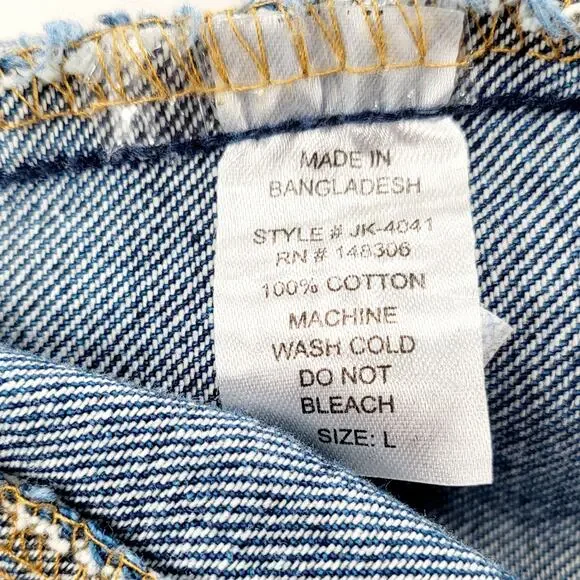 MADE IN
BANGLADESH
STYLE # JK-4041
RN # 148306
100% COTTON
MACHINE
WASH COLD
DO NOT
BLEACH
SIZE: L